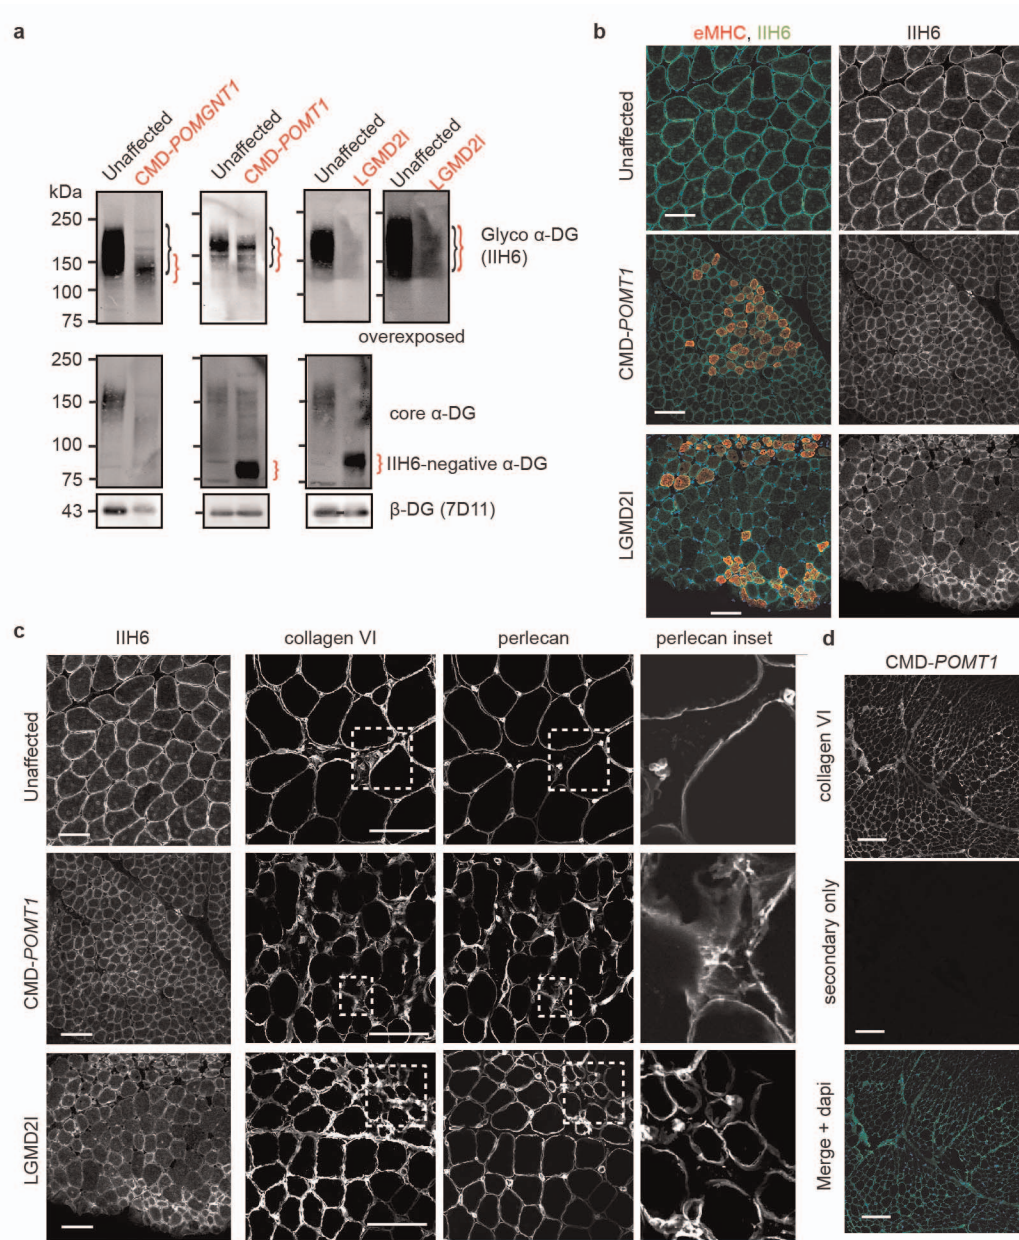 a
Unaffected
CMD-POMGNT1
Unaffected
CMD-POMT1
Unaffected
LGMD2I
Unaffected
LGMD2I
kDa
250
150
100
75
Glyco α-DG
(IIH6)
overexposed
250
150
100
75
core α-DG
IIH6-negative α-DG
43
β-DG (7D11)
b
eMHC, IIH6
IIH6
Unaffected
CMD-POMT1
LGMD2I
c
IIH6
collagen VI
perlecan
perlecan inset
Unaffected
CMD-POMT1
LGMD2I
d
CMD-POMT1
collagen VI
secondary only
Merge + dapi